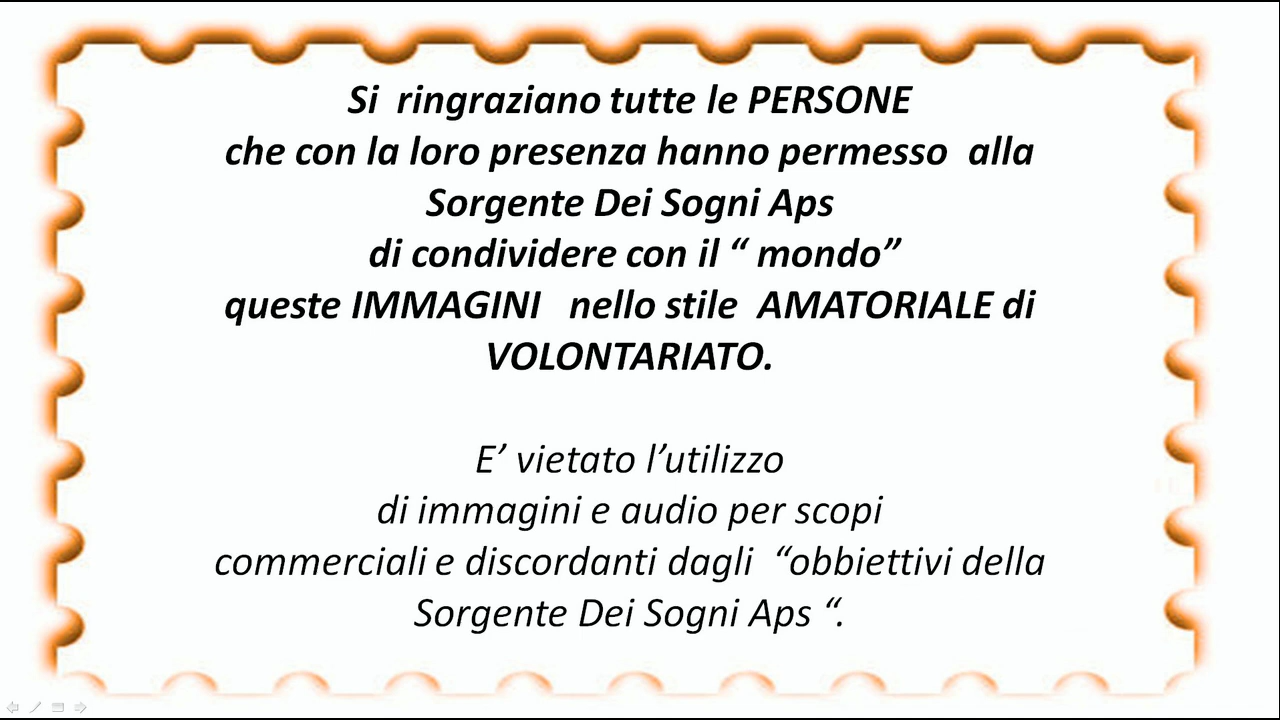 Si  ringraziano tutte le PERSONE
che con la loro presenza hanno permesso  alla
Sorgente Dei Sogni Aps
di condividere con il “ mondo”
queste IMMAGINI   nello stile  AMATORIALE di
VOLONTARIATO.
E’ vietato l’utilizzo
di immagini e audio per scopi
commerciali e discordanti dagli  “obbiettivi della
Sorgente Dei Sogni Aps “.